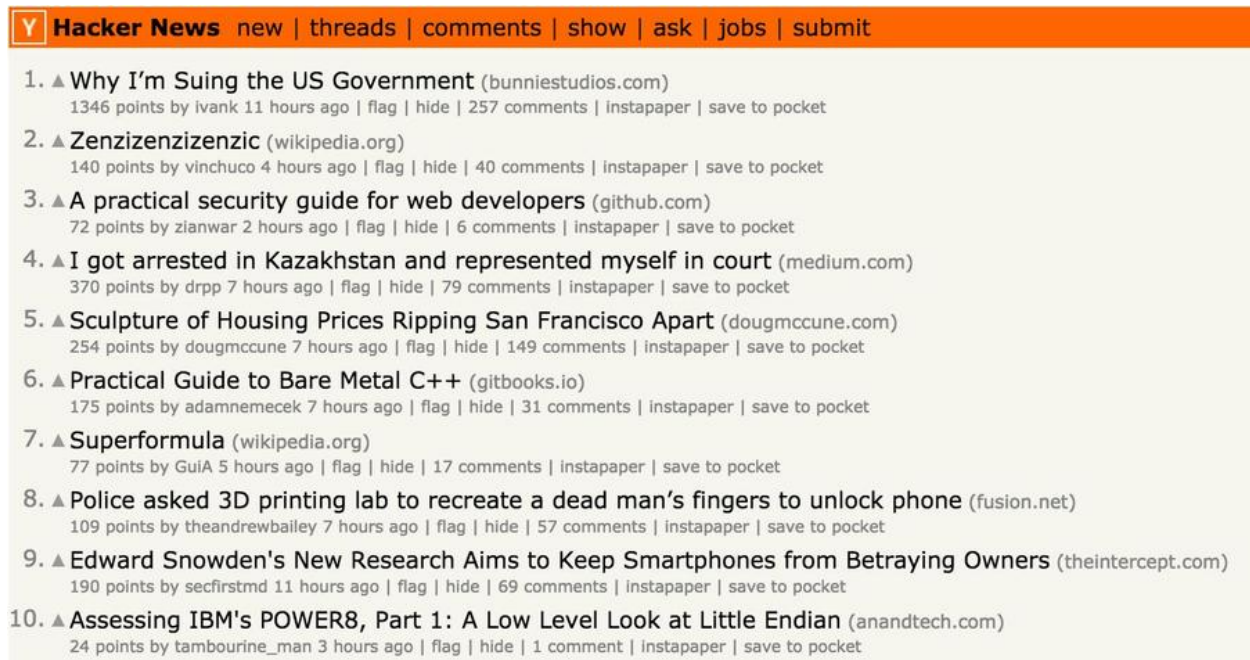 Y Hacker News new | threads | comments | show | ask | jobs | submit
1. ▲ Why I’m Suing the US Government (bunniestudios.com)
1346 points by ivank 11 hours ago | flag | hide | 257 comments | instapaper | save to pocket
2. ▲ Zenzizenzizenzic (wikipedia.org)
140 points by vinchuco 4 hours ago | flag | hide | 40 comments | instapaper | save to pocket
3. ▲ A practical security guide for web developers (github.com)
72 points by zianwar 2 hours ago | flag | hide | 6 comments | instapaper | save to pocket
4. ▲ I got arrested in Kazakhstan and represented myself in court (medium.com)
370 points by drpp 7 hours ago | flag | hide | 79 comments | instapaper | save to pocket
5. ▲ Sculpture of Housing Prices Ripping San Francisco Apart (dougmccune.com)
254 points by dougmccune 7 hours ago | flag | hide | 149 comments | instapaper | save to pocket
6. ▲ Practical Guide to Bare Metal C++ (gitbooks.io)
175 points by adamnemecek 7 hours ago | flag | hide | 31 comments | instapaper | save to pocket
7. ▲ Superformula (wikipedia.org)
77 points by GuiA 5 hours ago | flag | hide | 17 comments | instapaper | save to pocket
8. ▲ Police asked 3D printing lab to recreate a dead man’s fingers to unlock phone (fusion.net)
109 points by theandrewbailey 7 hours ago | flag | hide | 57 comments | instapaper | save to pocket
9. ▲ Edward Snowden's New Research Aims to Keep Smartphones from Betraying Owners (theintercept.com)
190 points by secfirstmd 11 hours ago | flag | hide | 69 comments | instapaper | save to pocket
10. ▲ Assessing IBM's POWER8, Part 1: A Low Level Look at Little Endian (anandtech.com)
24 points by tambourine_man 3 hours ago | flag | hide | 1 comment | instapaper | save to pocket